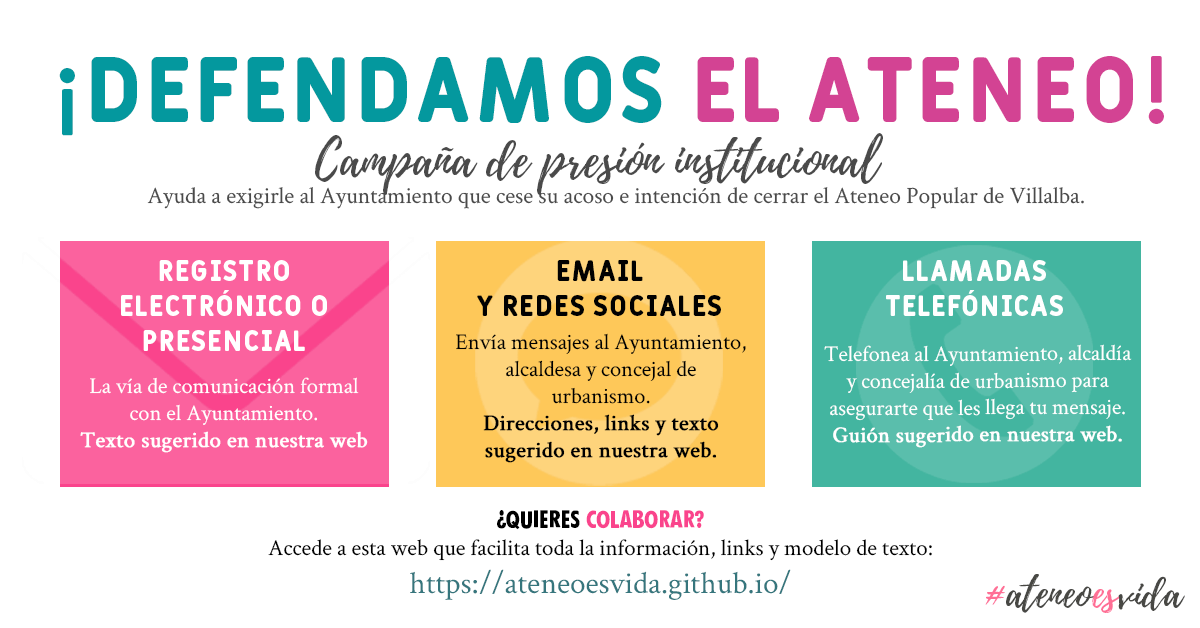 ¡DEFENDAMOS EL ATENEO!
Campaña de presión institucional
Ayuda a exigirle al Ayuntamiento que cese su acoso e intención de cerrar el Ateneo Popular de Villalba.
REGISTRO
ELECTRÓNICO O
PRESENCIAL
La vía de comunicación formal
con el Ayuntamiento.
Texto sugerido en nuestra web
EMAIL
Y REDES SOCIALES
Envía mensajes al Ayuntamiento,
alcaldesa y concejal de
urbanismo.
Direcciones, links y texto
sugerido en nuestra web.
LLAMADAS
TELEFÓNICAS
Telefonea al Ayuntamiento, alcaldía
y concejalía de urbanismo para
asegurarte que les llega tu mensaje.
Guión sugerido en nuestra web.
¿QUIERES COLABORAR?
Accede a esta web que facilita toda la información, links y modelo de texto:
https://ateneoesvida.github.io/
#ateneoesvida